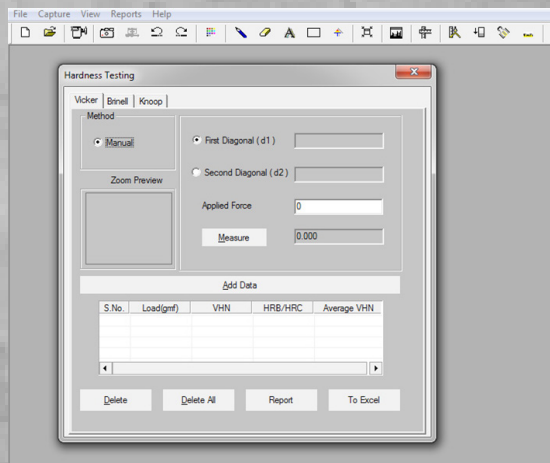 File Capture View Reports Help
Hardness Testing
Vicker Brinell Knoop
Method
Manual
First Diagonal ( d1 )
Second Diagonal ( d2 )
Zoom Preview
Applied Force 0
Measure 0.000
Add Data
S.No. Load(gmf) VHN HRB/HRC Average VHN
Delete Delete All Report To Excel